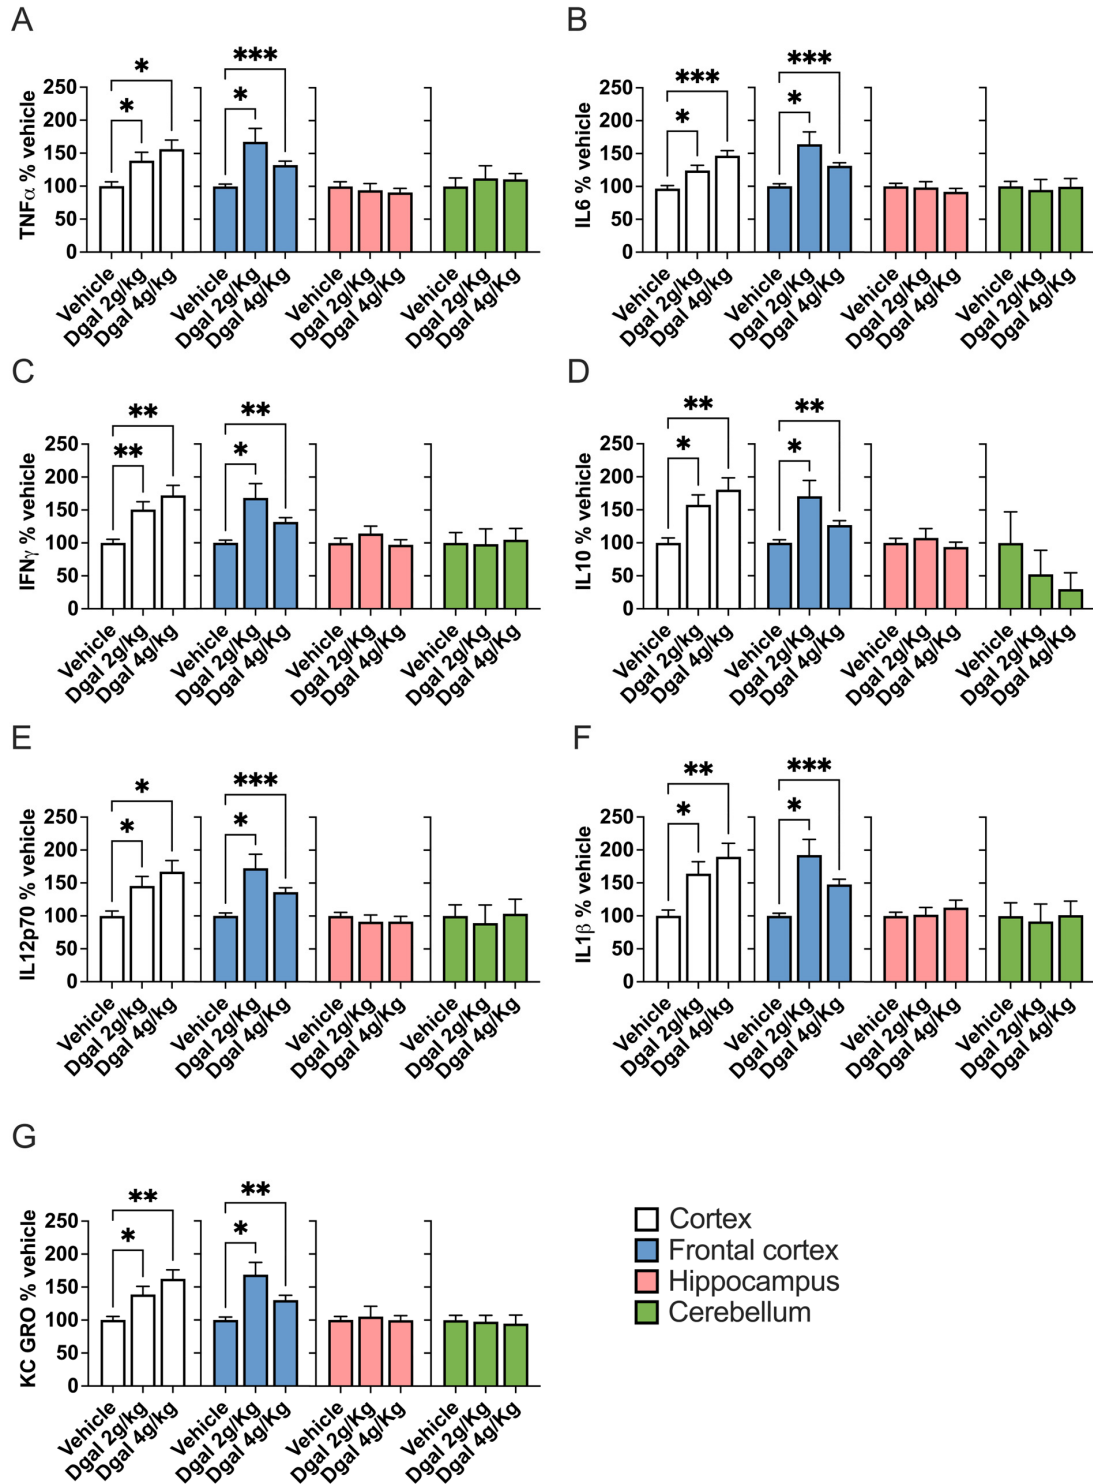 A
TNFα % vehicle
250
200
150
100
50
0
*
*
*
***
Vehicle
Dgal 2g/Kg
Dgal 4g/Kg
Vehicle
Dgal 2g/Kg
Dgal 4g/Kg
Vehicle
Dgal 2g/Kg
Dgal 4g/Kg
Vehicle
Dgal 2g/Kg
Dgal 4g/Kg
B
IL6 % vehicle
250
200
150
100
50
0
*
***
*
***
Vehicle
Dgal 2g/kg
Dgal 4g/kg
Vehicle
Dgal 2g/Kg
Dgal 4g/Kg
Vehicle
Dgal 2g/Kg
Dgal 4g/Kg
Vehicle
Dgal 2g/Kg
Dgal 4g/Kg
C
IFNγ % vehicle
250
200
150
100
50
0
**
**
*
**
Vehicle
Dgal 2g/kg
Dgal 4g/kg
Vehicle
Dgal 2g/Kg
Dgal 4g/Kg
Vehicle
Dgal 2g/Kg
Dgal 4g/Kg
Vehicle
Dgal 2g/Kg
Dgal 4g/Kg
D
IL10 % vehicle
250
200
150
100
50
0
*
**
*
**
Vehicle
Dgal 2g/kg
Dgal 4g/kg
Vehicle
Dgal 2g/Kg
Dgal 4g/Kg
Vehicle
Dgal 2g/Kg
Dgal 4g/Kg
Vehicle
Dgal 2g/Kg
Dgal 4g/Kg
E
IL12p70 % vehicle
250
200
150
100
50
0
*
*
*
***
Vehicle
Dgal 2g/kg
Dgal 4g/kg
Vehicle
Dgal 2g/Kg
Dgal 4g/Kg
Vehicle
Dgal 2g/Kg
Dgal 4g/Kg
Vehicle
Dgal 2g/Kg
Dgal 4g/Kg
F
IL1β % vehicle
250
200
150
100
50
0
*
**
*
***
Vehicle
Dgal 2g/kg
Dgal 4g/kg
Vehicle
Dgal 2g/Kg
Dgal 4g/Kg
Vehicle
Dgal 2g/Kg
Dgal 4g/Kg
Vehicle
Dgal 2g/Kg
Dgal 4g/Kg
G
KC GRO % vehicle
250
200
150
100
50
0
*
**
*
**
Vehicle
Dgal 2g/kg
Dgal 4g/kg
Vehicle
Dgal 2g/Kg
Dgal 4g/Kg
Vehicle
Dgal 2g/Kg
Dgal 4g/Kg
Vehicle
Dgal 2g/Kg
Dgal 4g/Kg
Cortex
Frontal cortex
Hippocampus
Cerebellum